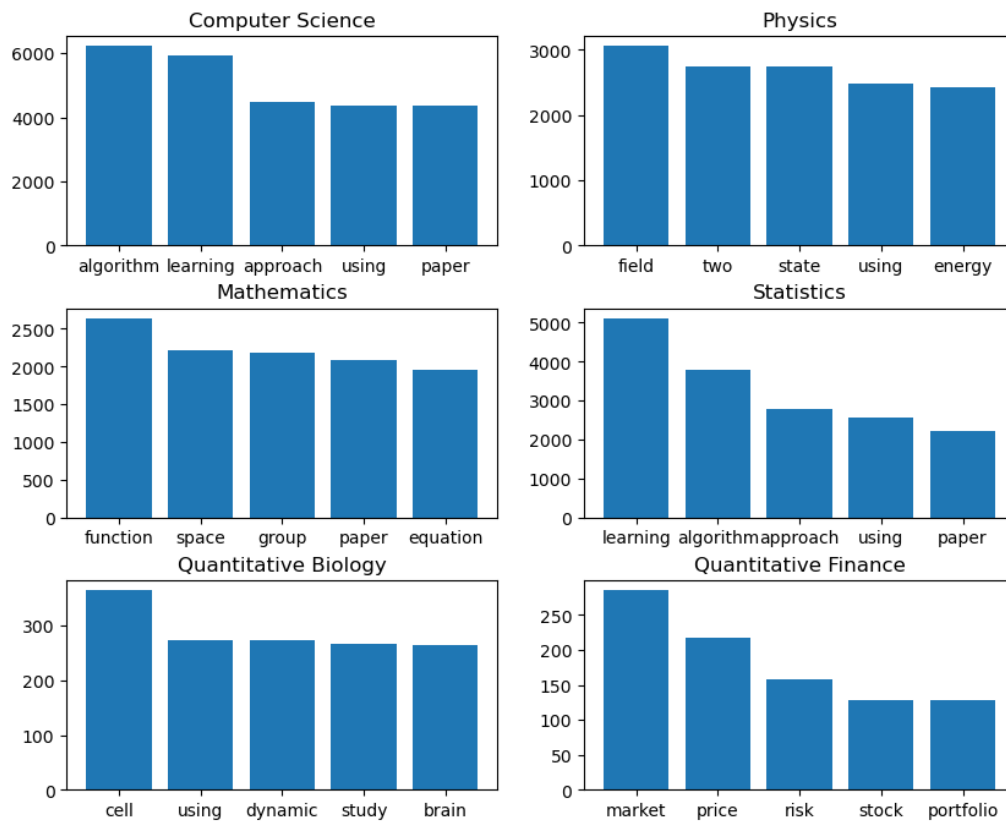 Computer Science
6000
4000
2000
0
algorithm learning approach using paper
Physics
3000
2000
1000
0
field two state using energy
Mathematics
2500
2000
1500
1000
500
0
function space group paper equation
Statistics
5000
4000
3000
2000
1000
0
learning algorithm approach using paper
Quantitative Biology
300
200
100
0
cell using dynamic study brain
Quantitative Finance
250
200
150
100
50
0
market price risk stock portfolio